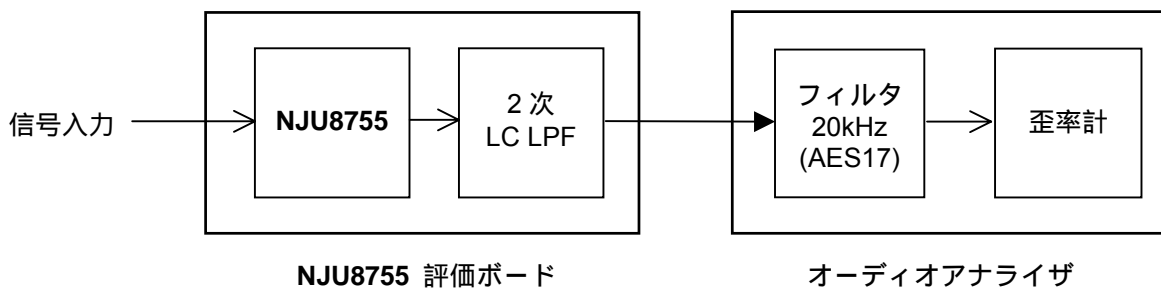 信号入力
NJU8755
2 次
LC LPF
フィルタ
20kHz
(AES17)
歪率計
NJU8755 評価ボード
オーディオアナライザ